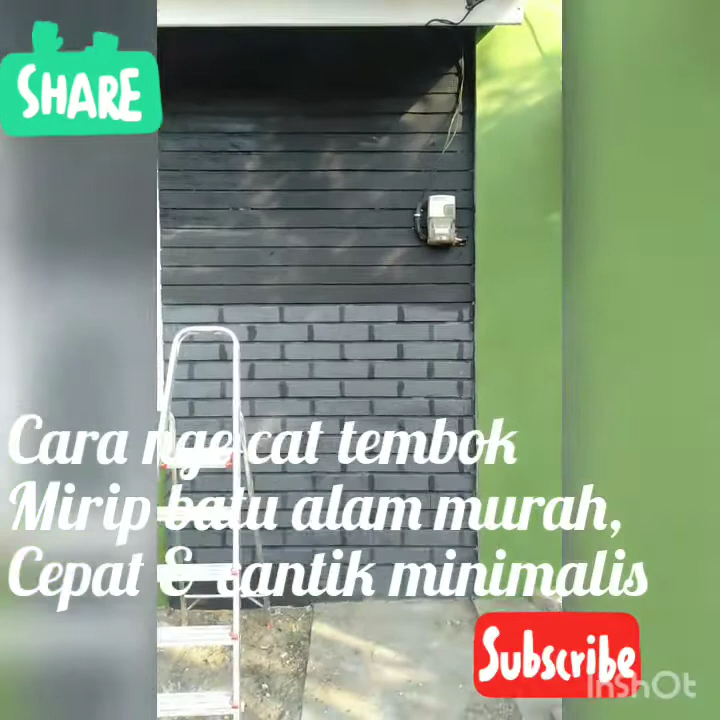 SHARE
Cara nge cat tembok
Mirip batu alam murah,
Cepat & cantik minimalis
Subscribe
InShOt